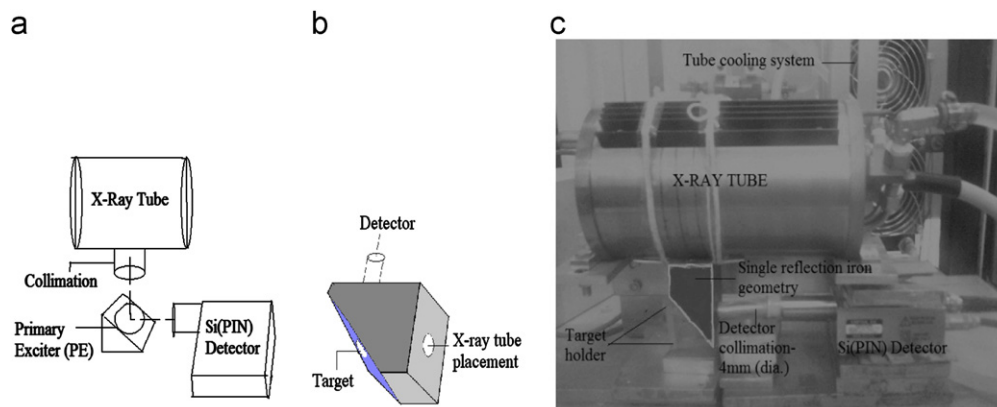 a
b
c
X-Ray Tube
Collimation
Primary
Exciter (PE)
Si(PIN)
Detector
Detector
Target
X-ray tube
placement
Tube cooling
system
X-RAY TUBE
Single reflection iron
geometry
Target
holder
Detector
collimation-
4mm (dia.)
Si(PIN) Detector